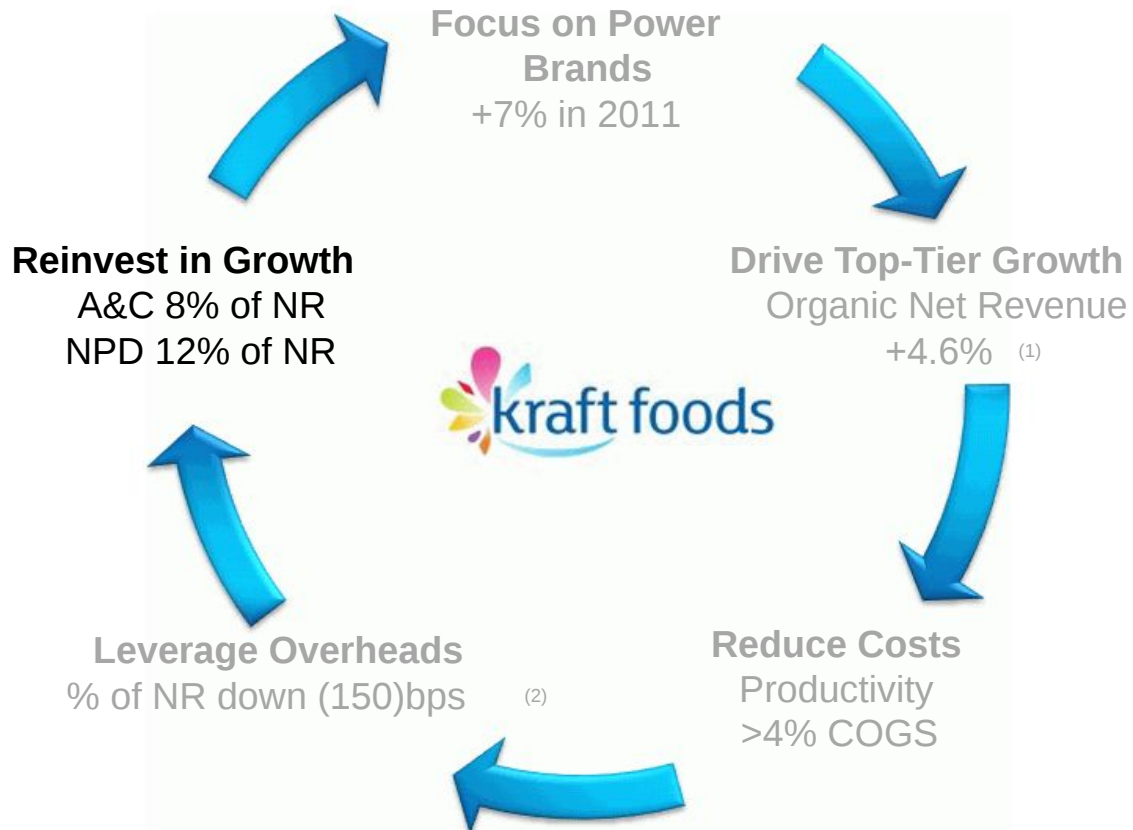 Focus on Power
Brands
+7% in 2011
Reinvest in Growth
A&C 8% of NR
NPD 12% of NR
Drive Top-Tier Growth
Organic Net Revenue
+4.6% (1)
kraft foods
Leverage Overheads
% of NR down (150)bps (2)
Reduce Costs
Productivity
>4% COGS